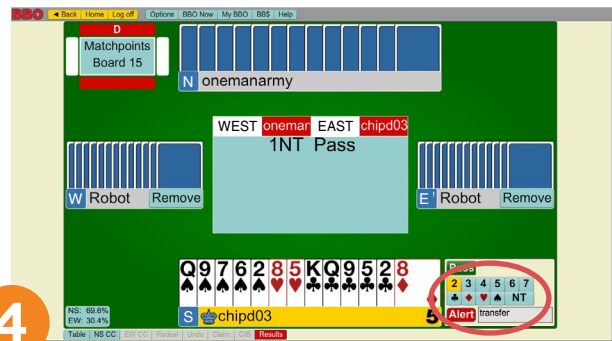 BBO ◄ Back Home Log off Options BBO Now My BBO BB$ Help
D
Matchpoints
Board 15
N onemanarmy
WEST oneman EAST chipd03
1NT Pass
W Robot Remove
E Robot Remove
Q 9 7 6 2 8 5 K Q 9 5 2 8
♠ ♠ ♠ ♠ ♠ ♥ ♥ ♣ ♣ ♣ ♣ ♣ ♦
Pass
2 3 4 5 6 7
♣ ♦ ♥ ♠ NT
Alert transfer
NS: 69.6%
EW: 30.4%
S chipd03 5
Table NS CC EW CC Redeal Undo Claim GIB Results
4